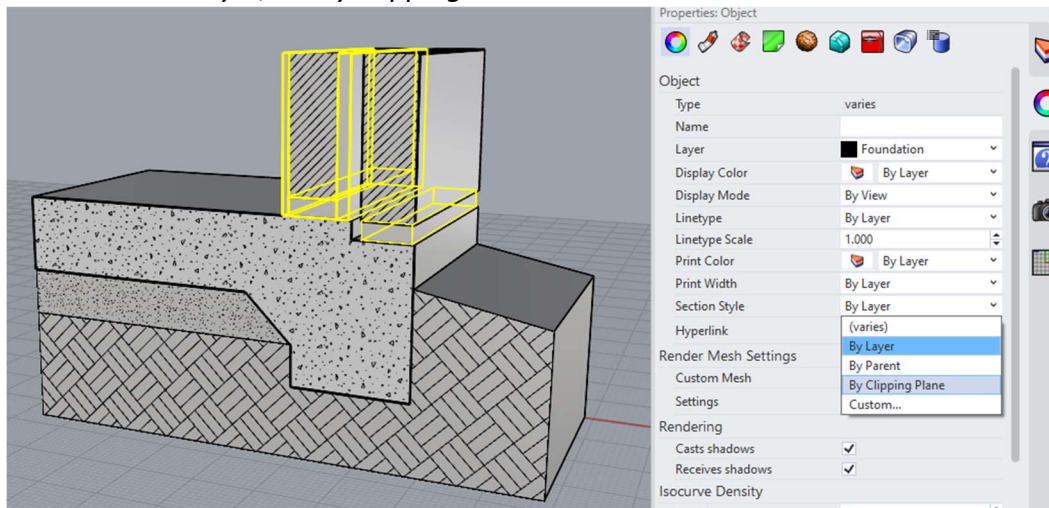 Properties: Object
Object
Type varies
Name
Layer Foundation
Display Color By Layer
Display Mode By View
Linetype By Layer
Linetype Scale 1.000
Print Color By Layer
Print Width By Layer
Section Style By Layer
(varies)
Hyperlink
By Layer
Render Mesh Settings
By Parent
Custom Mesh
By Clipping Plane
Settings
Custom...
Rendering
Casts shadows
Receives shadows
Isocurve Density